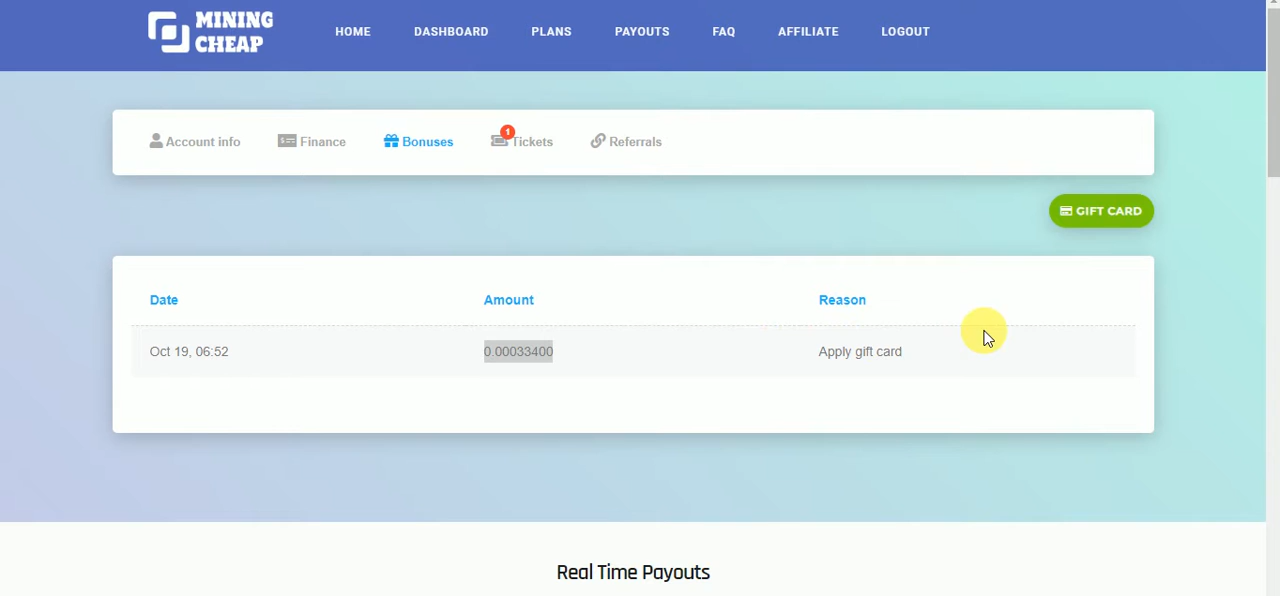 MINING
CHEAP
HOME DASHBOARD PLANS PAYOUTS FAQ AFFILIATE LOGOUT
Account info Finance Bonuses 1 Tickets Referrals
GIFT CARD
Date Amount Reason
Oct 19, 06:52 0.00033400 Apply gift card
Real Time Payouts